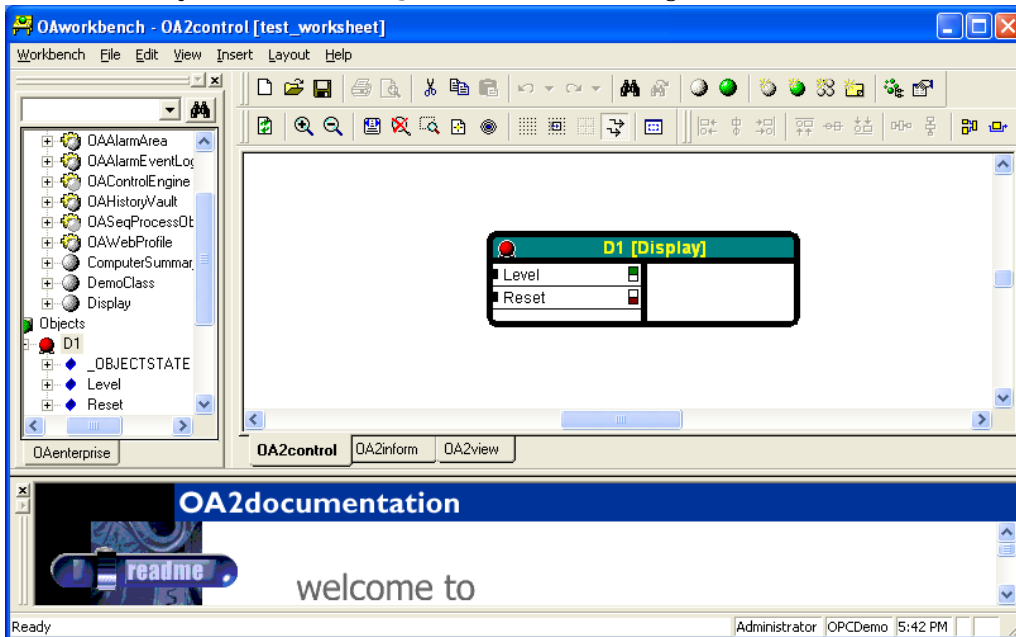 OAworkbench - OA2control [test_worksheet]
Workbench File Edit View Insert Layout Help
OAAlarmArea
OAAlarmEventLog
OAControlEngine
OAHistoryVault
OASeqProcessOb
OAWebProfile
ComputerSummar
DemoClass
Display
Objects
D1
_OBJECTSTATE
Level
Reset
OAenterprise
D1 [Display]
Level
Reset
OA2control OA2inform OA2view
OA2documentation
readme
welcome to
Ready Administrator OPCDemo 5:42 PM